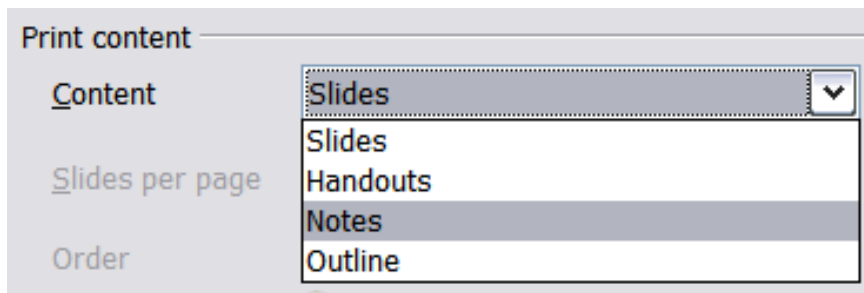 Print content
Content Slides
Slides
Slides per page Handouts
Notes
Order Outline